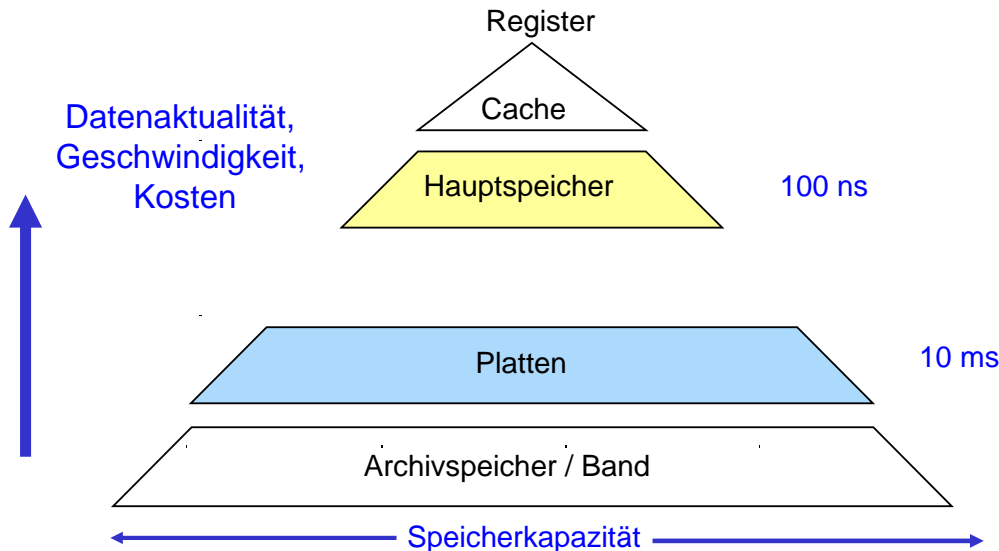 Register
Cache
Datenaktualität,
Geschwindigkeit,
Kosten
Hauptspeicher
100 ns
Platten
10 ms
Archivspeicher / Band
Speicherkapazität